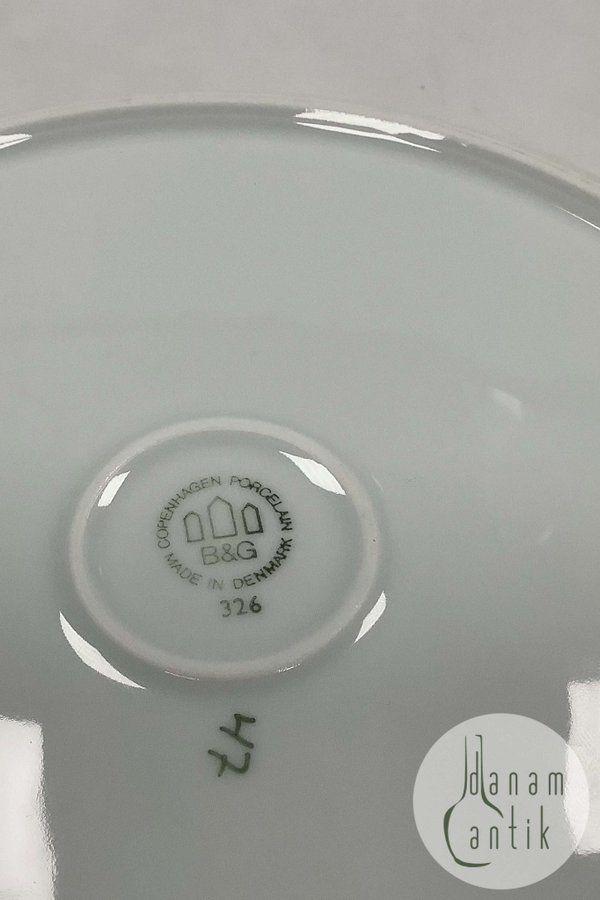 COPENHAGEN PORCELAIN
B&G
MADE IN DENMARK
326
47
danam
antik